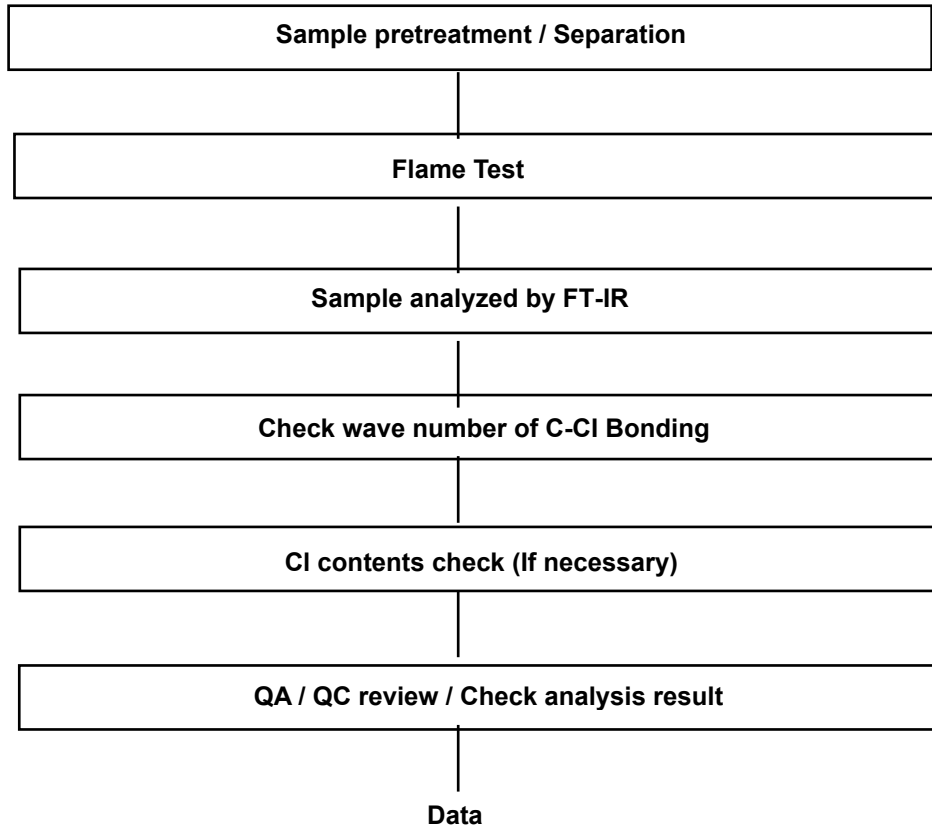 Sample pretreatment / Separation
Flame Test
Sample analyzed by FT-IR
Check wave number of C-Cl Bonding
Cl contents check (If necessary)
QA / QC review / Check analysis result
Data